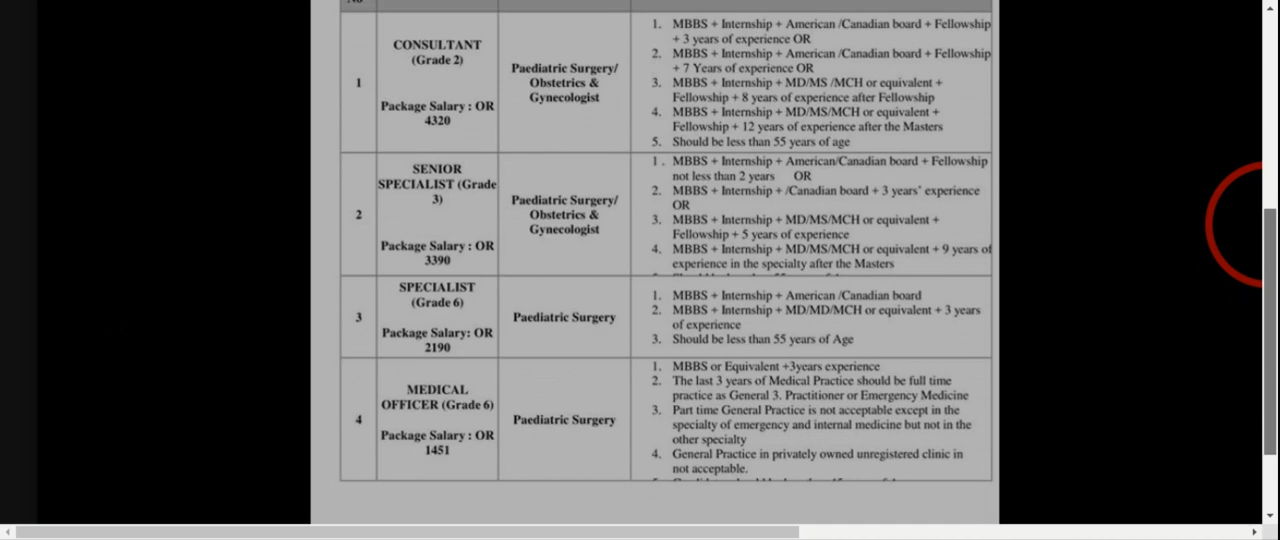 1
CONSULTANT
(Grade 2)
Package Salary : OR
4320
Paediatric Surgery/
Obstetrics &
Gynecologist
1. MBBS + Internship + American /Canadian board + Fellowship
+ 3 years of experience OR
2. MBBS + Internship + American /Canadian board + Fellowship
+ 7 Years of experience OR
3. MBBS + Internship + MD/MS /MCH or equivalent +
Fellowship + 8 years of experience after Fellowship
4. MBBS + Internship + MD/MS/MCH or equivalent +
Fellowship + 12 years of experience after the Masters
5. Should be less than 55 years of age
2
SENIOR
SPECIALIST (Grade
3)
Package Salary : OR
3390
Paediatric Surgery/
Obstetrics &
Gynecologist
1 . MBBS + Internship + American/Canadian board + Fellowship
not less than 2 years OR
2. MBBS + Internship + /Canadian board + 3 years' experience
OR
3. MBBS + Internship + MD/MS/MCH or equivalent +
Fellowship + 5 years of experience
4. MBBS + Internship + MD/MS/MCH or equivalent + 9 years of
experience in the specialty after the Masters
3
SPECIALIST
(Grade 6)
Package Salary: OR
2190
Paediatric Surgery
1. MBBS + Internship + American /Canadian board
2. MBBS + Internship + MD/MD/MCH or equivalent + 3 years
of experience
3. Should be less than 55 years of Age
4
MEDICAL
OFFICER (Grade 6)
Package Salary : OR
1451
Paediatric Surgery
1. MBBS or Equivalent +3years experience
2. The last 3 years of Medical Practice should be full time
practice as General 3. Practitioner or Emergency Medicine
3. Part time General Practice is not acceptable except in the
specialty of emergency and internal medicine but not in the
other specialty
4. General Practice in privately owned unregistered clinic in
not acceptable.